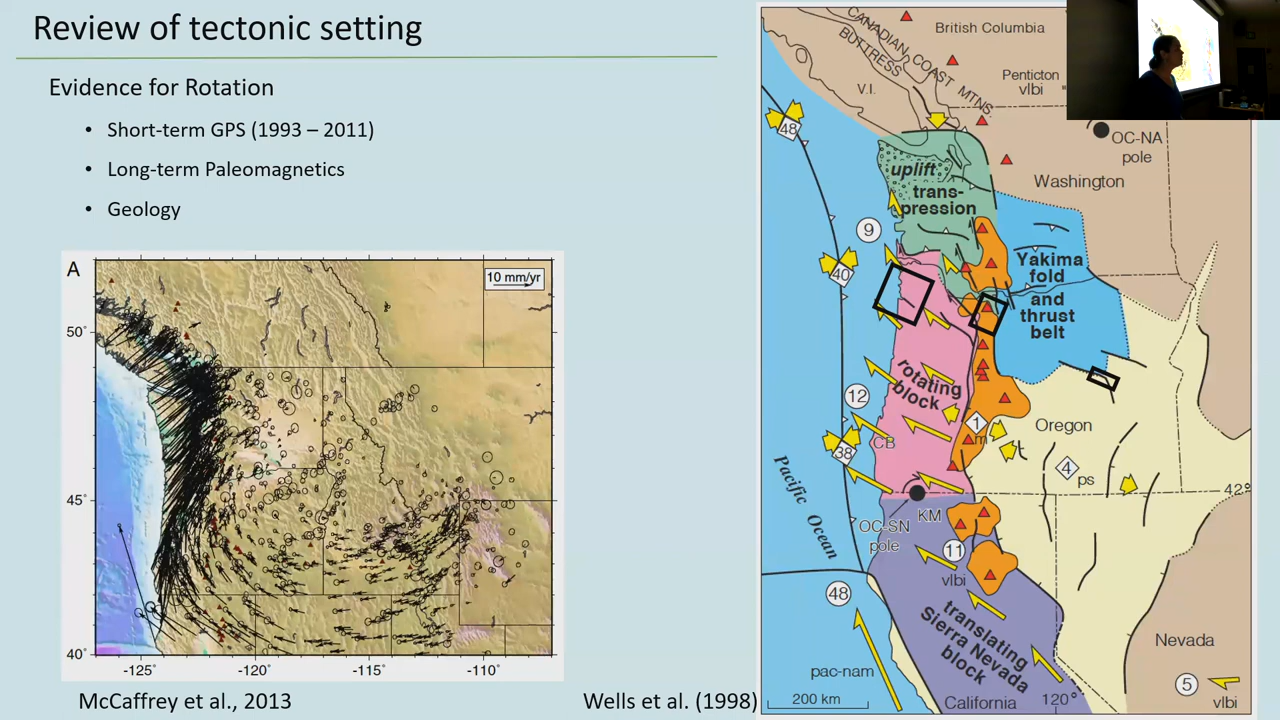 Review of tectonic setting
Evidence for Rotation
• Short-term GPS (1993 – 2011)
• Long-term Paleomagnetics
• Geology
A
10 mm/yr
50°
45°
40°
-125°
-120°
-115°
-110°
McCaffrey et al., 2013
Wells et al. (1998)
CANADIAN COAST MTNS.
BUTTRESS
British Columbia
V.I.
Penticton
vlbi
48
OC-NA
pole
Washington
uplift
trans-
pression
9
40
Yakima
fold
and
thrust
belt
rotating
block
12
CB
38
1
m
t
Oregon
4
ps
42°
Pacific Ocean
KM
OC-SN
pole
11
vlbi
48
translating
Sierra Nevada
block
Nevada
pac-nam
5
vlbi
200 km
California
120°